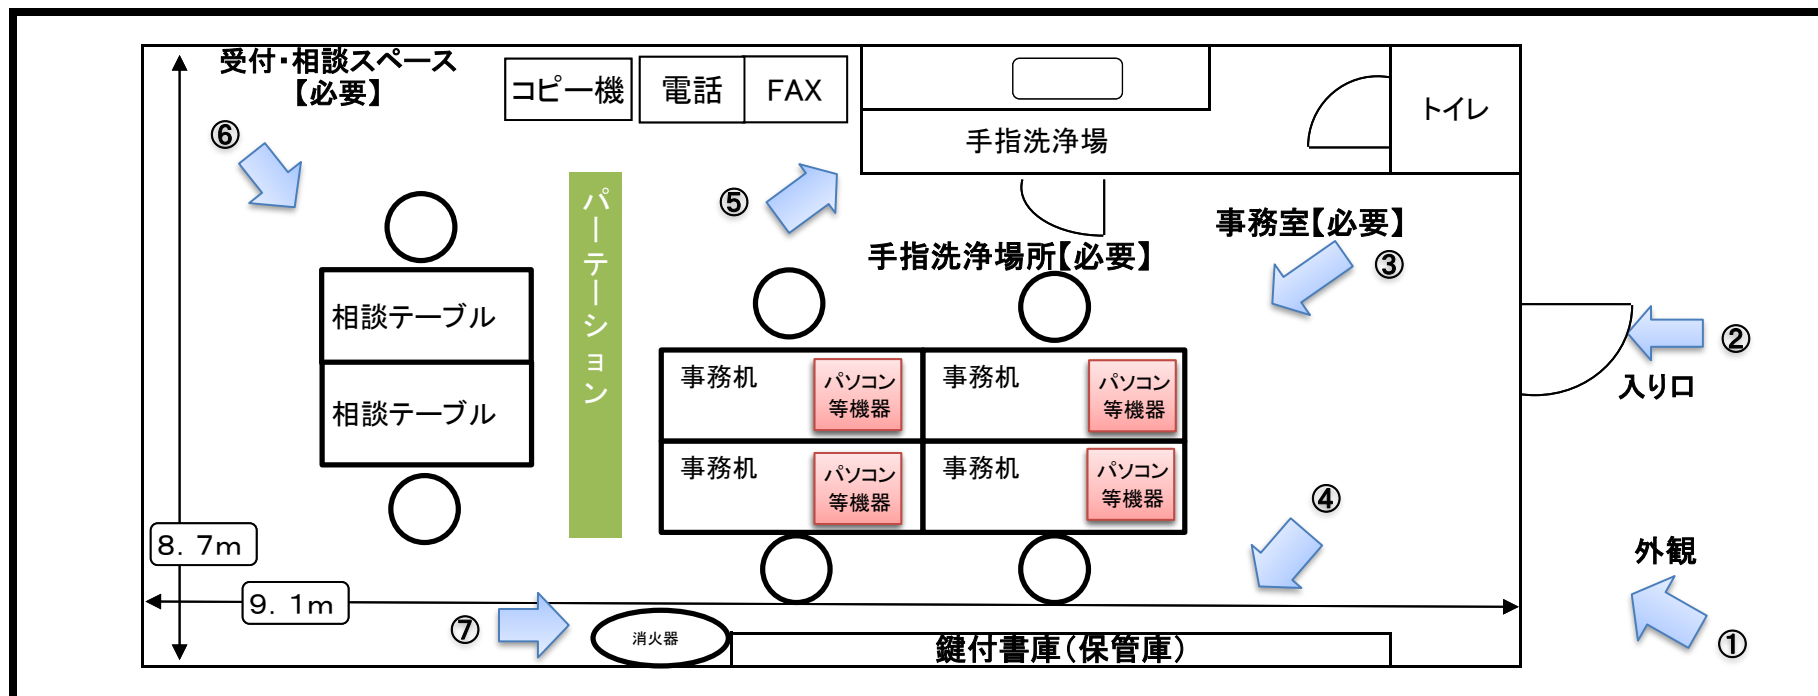 受付・相談スペース
【必要】
コピー機
電話
FAX
トイレ
手指洗浄場
⑥
⑤
パーテーション
事務室【必要】
手指洗浄場所【必要】
③
相談テーブル
相談テーブル
②
入り口
事務机
パソコン
等機器
事務机
パソコン
等機器
事務机
パソコン
等機器
事務机
パソコン
等機器
④
8.7m
外観
9.1m
⑦
消火器
鍵付書庫(保管庫)
①